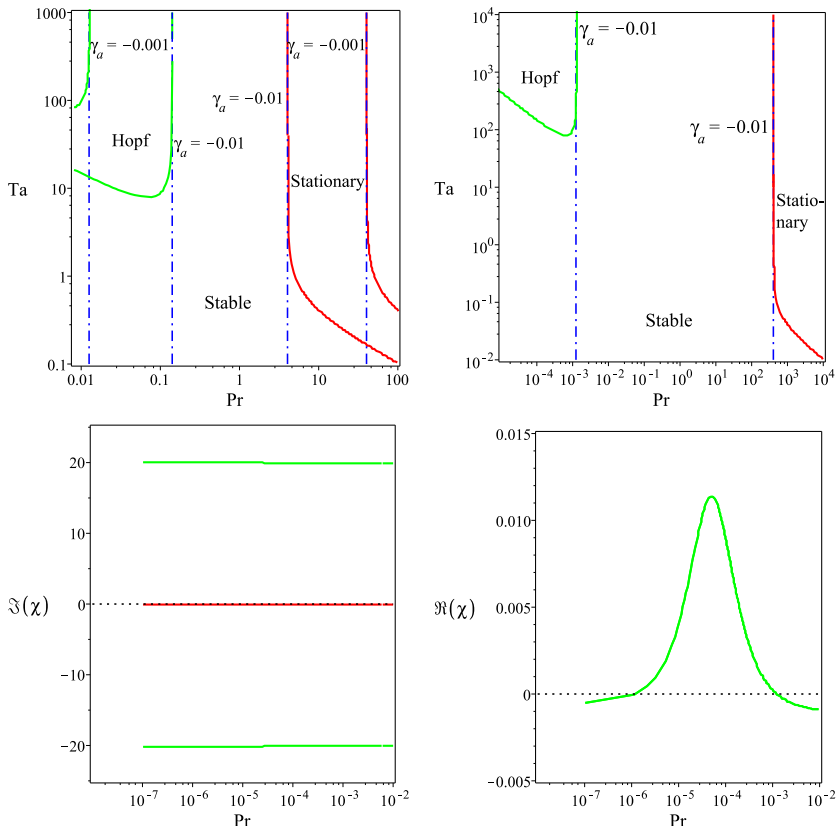 1000
γa = −0.001
γa = −0.001
γa = −0.01
100
Hopf
γa = −0.01
Ta
10
Stationary
1
Stable
0.1
0.01
0.1
1
10
100
Pr
10^4
γa = −0.01
Hopf
10^3
10^2
γa = −0.01
Ta
10^1
Statio-
nary
10^0
10^-1
Stable
10^-2
10^-4
10^-3
10^-2
10^-1
10^0
10^1
10^2
10^3
10^4
Pr
20
10
ℑ(χ)
0
−10
−20
10^-7
10^-6
10^-5
10^-4
10^-3
10^-2
Pr
0.015
0.010
0.005
ℜ(χ)
0
−0.005
10^-7
10^-6
10^-5
10^-4
10^-3
10^-2
Pr